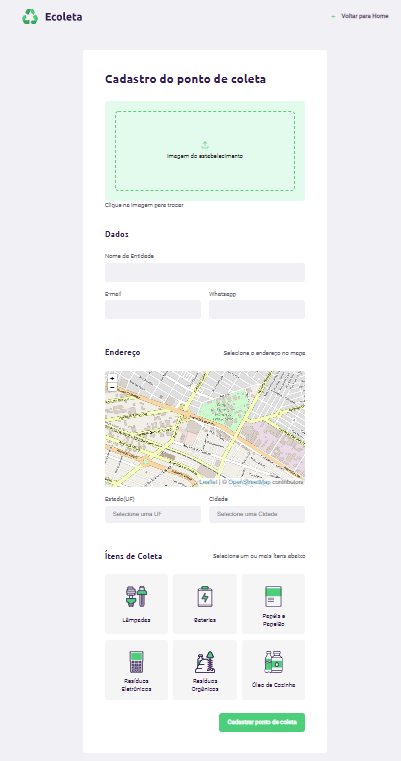 Ecoleta
← Voltar para Home
Cadastro do ponto de coleta
Imagem do estabelecimento
Clique na imagem para trocar
Dados
Nome da Entidade
E-mail
Whatsapp
Endereço
Selecione o endereço no mapa
+
−
Leaflet | © OpenStreetMap contributors
Estado(UF)
Cidade
Selecione uma UF
Selecione uma Cidade
Ítens de Coleta
Selecione um ou mais ítens abaixo
Lâmpadas
Baterias
Papéis e
Papelão
Resíduos
Eletrônicos
Resíduos
Orgânicos
Óleo de Cozinha
Cadastrar ponto de coleta